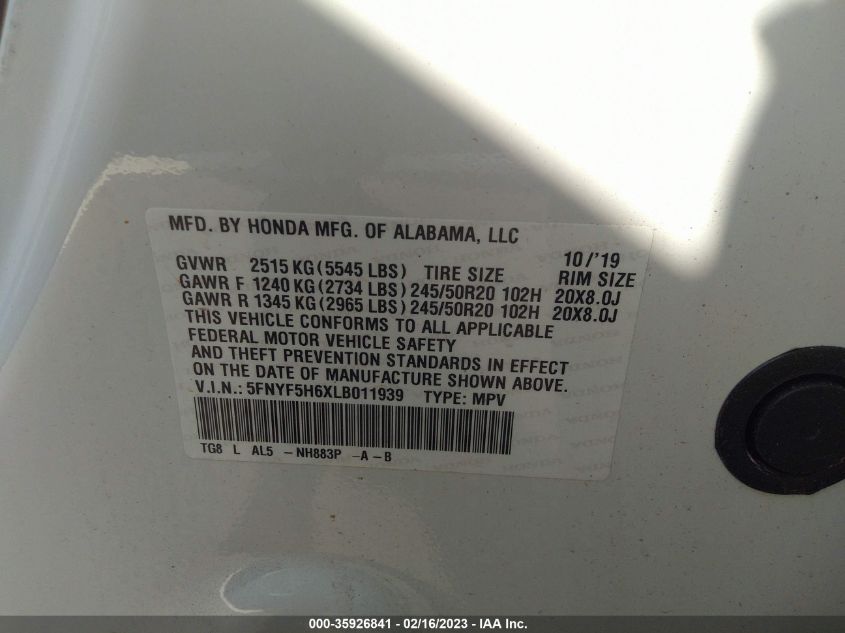 MFD. BY HONDA MFG. OF ALABAMA, LLC
10/'19
GVWR 2515 KG(5545 LBS) TIRE SIZE RIM SIZE
GAWR F 1240 KG(2734 LBS) 245/50R20 102H 20X8.0J
GAWR R 1345 KG(2965 LBS) 245/50R20 102H 20X8.0J
THIS VEHICLE CONFORMS TO ALL APPLICABLE
FEDERAL MOTOR VEHICLE SAFETY
AND THEFT PREVENTION STANDARDS IN EFFECT
ON THE DATE OF MANUFACTURE SHOWN ABOVE.
V.I.N.: 5FNYF5H6XLB011939 TYPE: MPV
TG8 L AL5 - NH883P -A-B
000-35926841 - 02/16/2023 - IAA Inc.